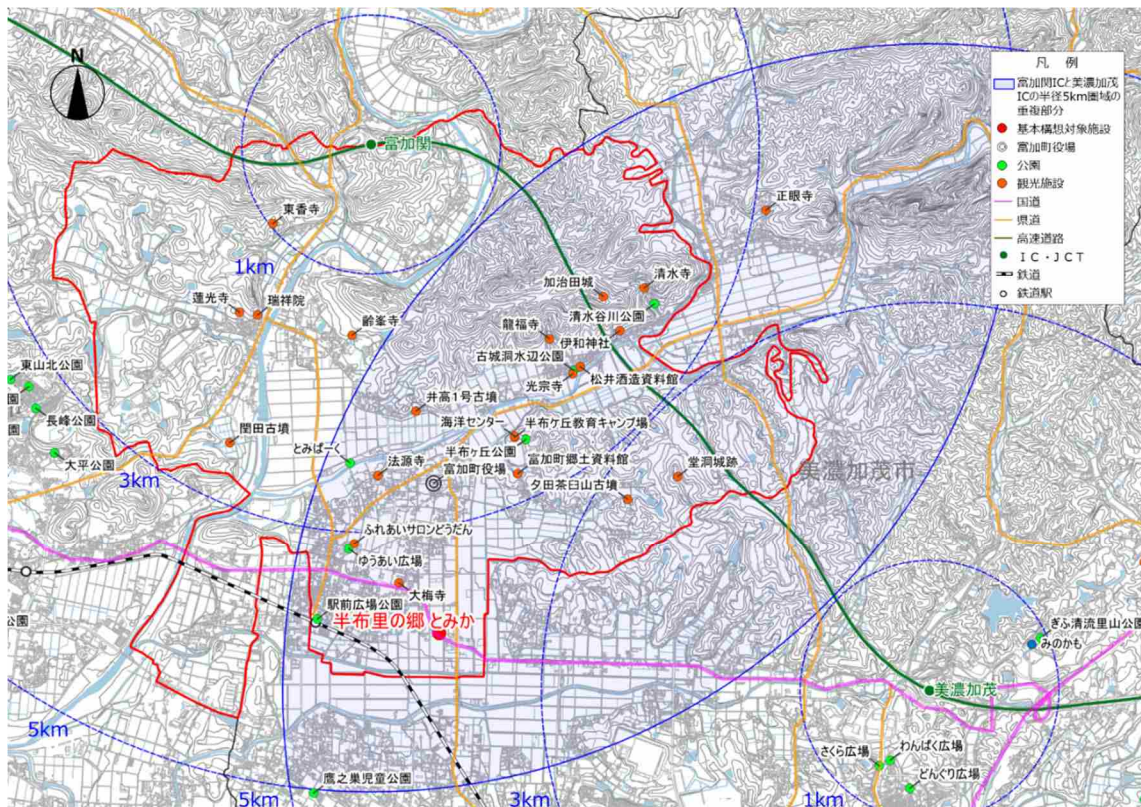 N
凡 例
富加関ICと美濃加茂
ICの半径5km圏域の
重複部分
基本構想対象施設
富加町役場
公園
観光施設
国道
県道
高速道路
IC・JCT
鉄道
鉄道駅
富加関
正眼寺
東香寺
1km
加治田城
清水寺
蓮光寺
瑞祥院
清水谷川公園
龍福寺
齢峯寺
伊和神社
古城洞水辺公園
東山北公園
光宗寺
松井酒造資料館
園
長峰公園
井高1号古墳
園
海洋センター
半布ケ丘教育キャンプ場
閏田古墳
とみぱーく
半布ヶ丘公園
大平公園
法源寺
富加町役場
富加町郷土資料館
堂洞城跡
美濃加茂市
3km
夕田茶臼山古墳
ふれあいサロンどうだん
ゆうあい広場
大梅寺
公園
駅前広場公園
半布里の郷 とみか
ぎふ清流里山公園
みのかも
美濃加茂
5km
さくら広場
わんぱく広場
鷹之巣児童公園
どんぐり広場
5km
3km
1km